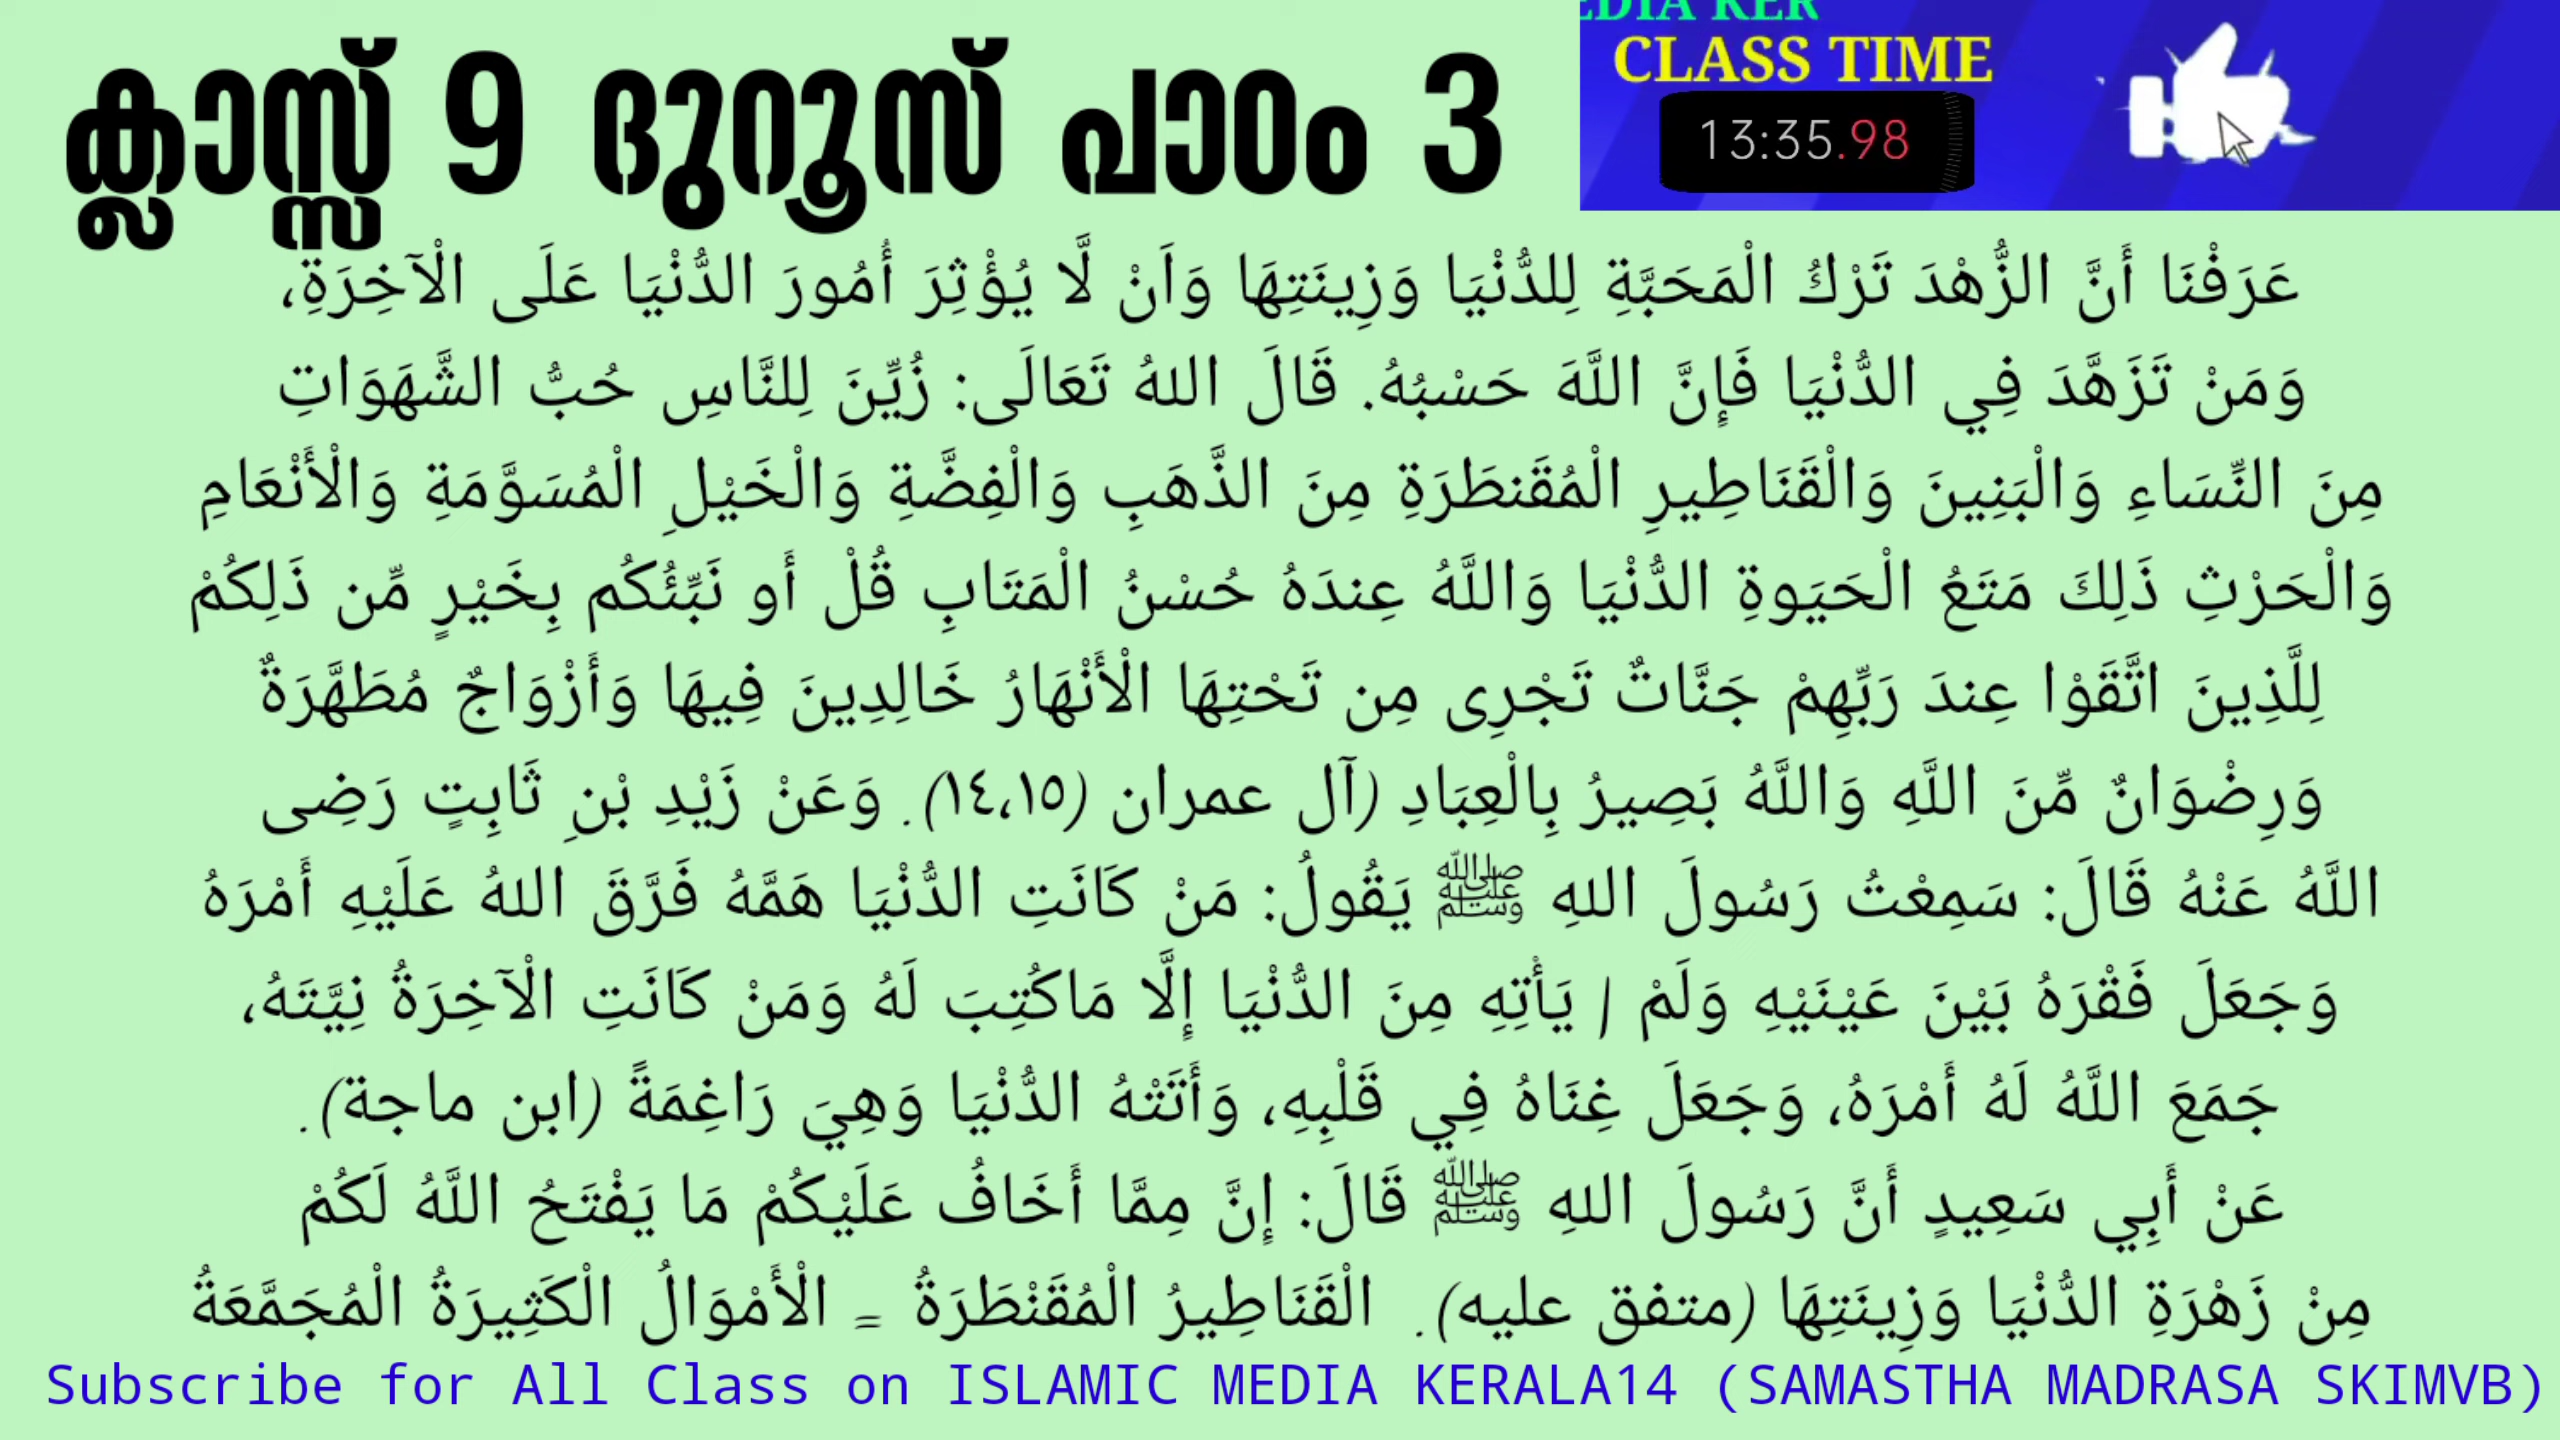 ക്ലാസ്സ് 9 ദുറൂസ് പാഠം 3
EDIA KER
CLASS TIME
13:35.98
عَرَفْنَا أَنَّ الزُّهْدَ تَرْكُ الْمَحَبَّةِ لِلدُّنْيَا وَزِينَتِهَا وَاَنْ لَّا يُؤْثِرَ أُمُورَ الدُّنْيَا عَلَى الْآخِرَةِ،
وَمَنْ تَزَهَّدَ فِي الدُّنْيَا فَإِنَّ اللَّهَ حَسْبُهُ. قَالَ اللهُ تَعَالَى: زُيِّنَ لِلنَّاسِ حُبُّ الشَّهَوَاتِ
مِنَ النِّسَاءِ وَالْبَنِينَ وَالْقَنَاطِيرِ الْمُقَنطَرَةِ مِنَ الذَّهَبِ وَالْفِضَّةِ وَالْخَيْلِ الْمُسَوَّمَةِ وَالْأَنْعَامِ
وَالْحَرْثِ ذَلِكَ مَتَعُ الْحَيَوةِ الدُّنْيَا وَاللَّهُ عِندَهُ حُسْنُ الْمَتَابِ قُلْ أَو نَبِّئُكُم بِخَيْرٍ مِّن ذَلِكُمْ
لِلَّذِينَ اتَّقَوْا عِندَ رَبِّهِمْ جَنَّاتٌ تَجْرِى مِن تَحْتِهَا الْأَنْهَارُ خَالِدِينَ فِيهَا وَأَزْوَاجٌ مُطَهَّرَةٌ
وَرِضْوَانٌ مِّنَ اللَّهِ وَاللَّهُ بَصِيرُ بِالْعِبَادِ (آل عمران (١٤،١٥). وَعَنْ زَيْدِ بْنِ ثَابِتٍ رَضِى
اللَّهُ عَنْهُ قَالَ: سَمِعْتُ رَسُولَ اللهِ ﷺ يَقُولُ: مَنْ كَانَتِ الدُّنْيَا هَمَّهُ فَرَّقَ اللهُ عَلَيْهِ أَمْرَهُ
وَجَعَلَ فَقْرَهُ بَيْنَ عَيْنَيْهِ وَلَمْ / يَأْتِهِ مِنَ الدُّنْيَا إِلَّا مَاكُتِبَ لَهُ وَمَنْ كَانَتِ الْآخِرَةُ نِيَّتَهُ،
جَمَعَ اللَّهُ لَهُ أَمْرَهُ، وَجَعَلَ غِنَاهُ فِي قَلْبِهِ، وَأَتَتْهُ الدُّنْيَا وَهِيَ رَاغِمَةً (ابن ماجة).
عَنْ أَبِي سَعِيدٍ أَنَّ رَسُولَ اللهِ ﷺ قَالَ: إِنَّ مِمَّا أَخَافُ عَلَيْكُمْ مَا يَفْتَحُ اللَّهُ لَكُمْ
مِنْ زَهْرَةِ الدُّنْيَا وَزِينَتِهَا (متفق عليه). الْقَنَاطِيرُ الْمُقَنْطَرَةُ = الْأَمْوَالُ الْكَثِيرَةُ الْمُجَمَّعَةُ
Subscribe for All Class on ISLAMIC MEDIA KERALA14 (SAMASTHA MADRASA SKIMVB)